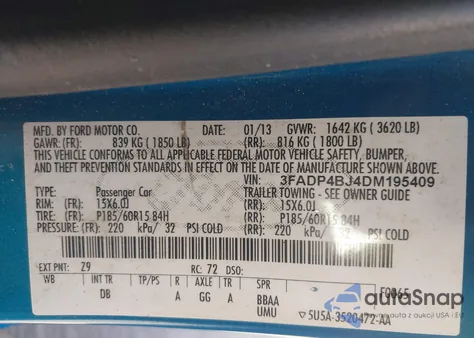 MFD. BY FORD MOTOR CO. DATE: 01/13 GVWR: 1642 KG ( 3620 LB)
GAWR: (FR): 839 KG ( 1850 LB) (RR): 816 KG ( 1800 LB)
THIS VEHICLE CONFORMS TO ALL APPLICABLE FEDERAL MOTOR VEHICLE SAFETY, BUMPER,
AND THEFT PREVENTION STANDARDS IN EFFECT ON THE DATE OF MANUFACTURE SHOWN ABOVE.
VIN: 3FADP4BJ4DM195409
TYPE: Passenger Car TRAILER TOWING - SEE OWNER GUIDE
RIM: (FR): 15X6.0J (RR): 15X6.0J
TIRE: (FR): P185/60R15 84H (RR): P185/60R15 84H
PRESSURE: (FR): 220 kPa/ 32 PSI COLD (RR): 220 kPa/ 32 PSI COLD
EXT PNT: Z9 RC: 72 DSO:
WB INT TR TP/PS R AXLE TR SPR F0065
DB A GG A BBAA
UMU ▽5U5A-3520472-AA
autoSnap